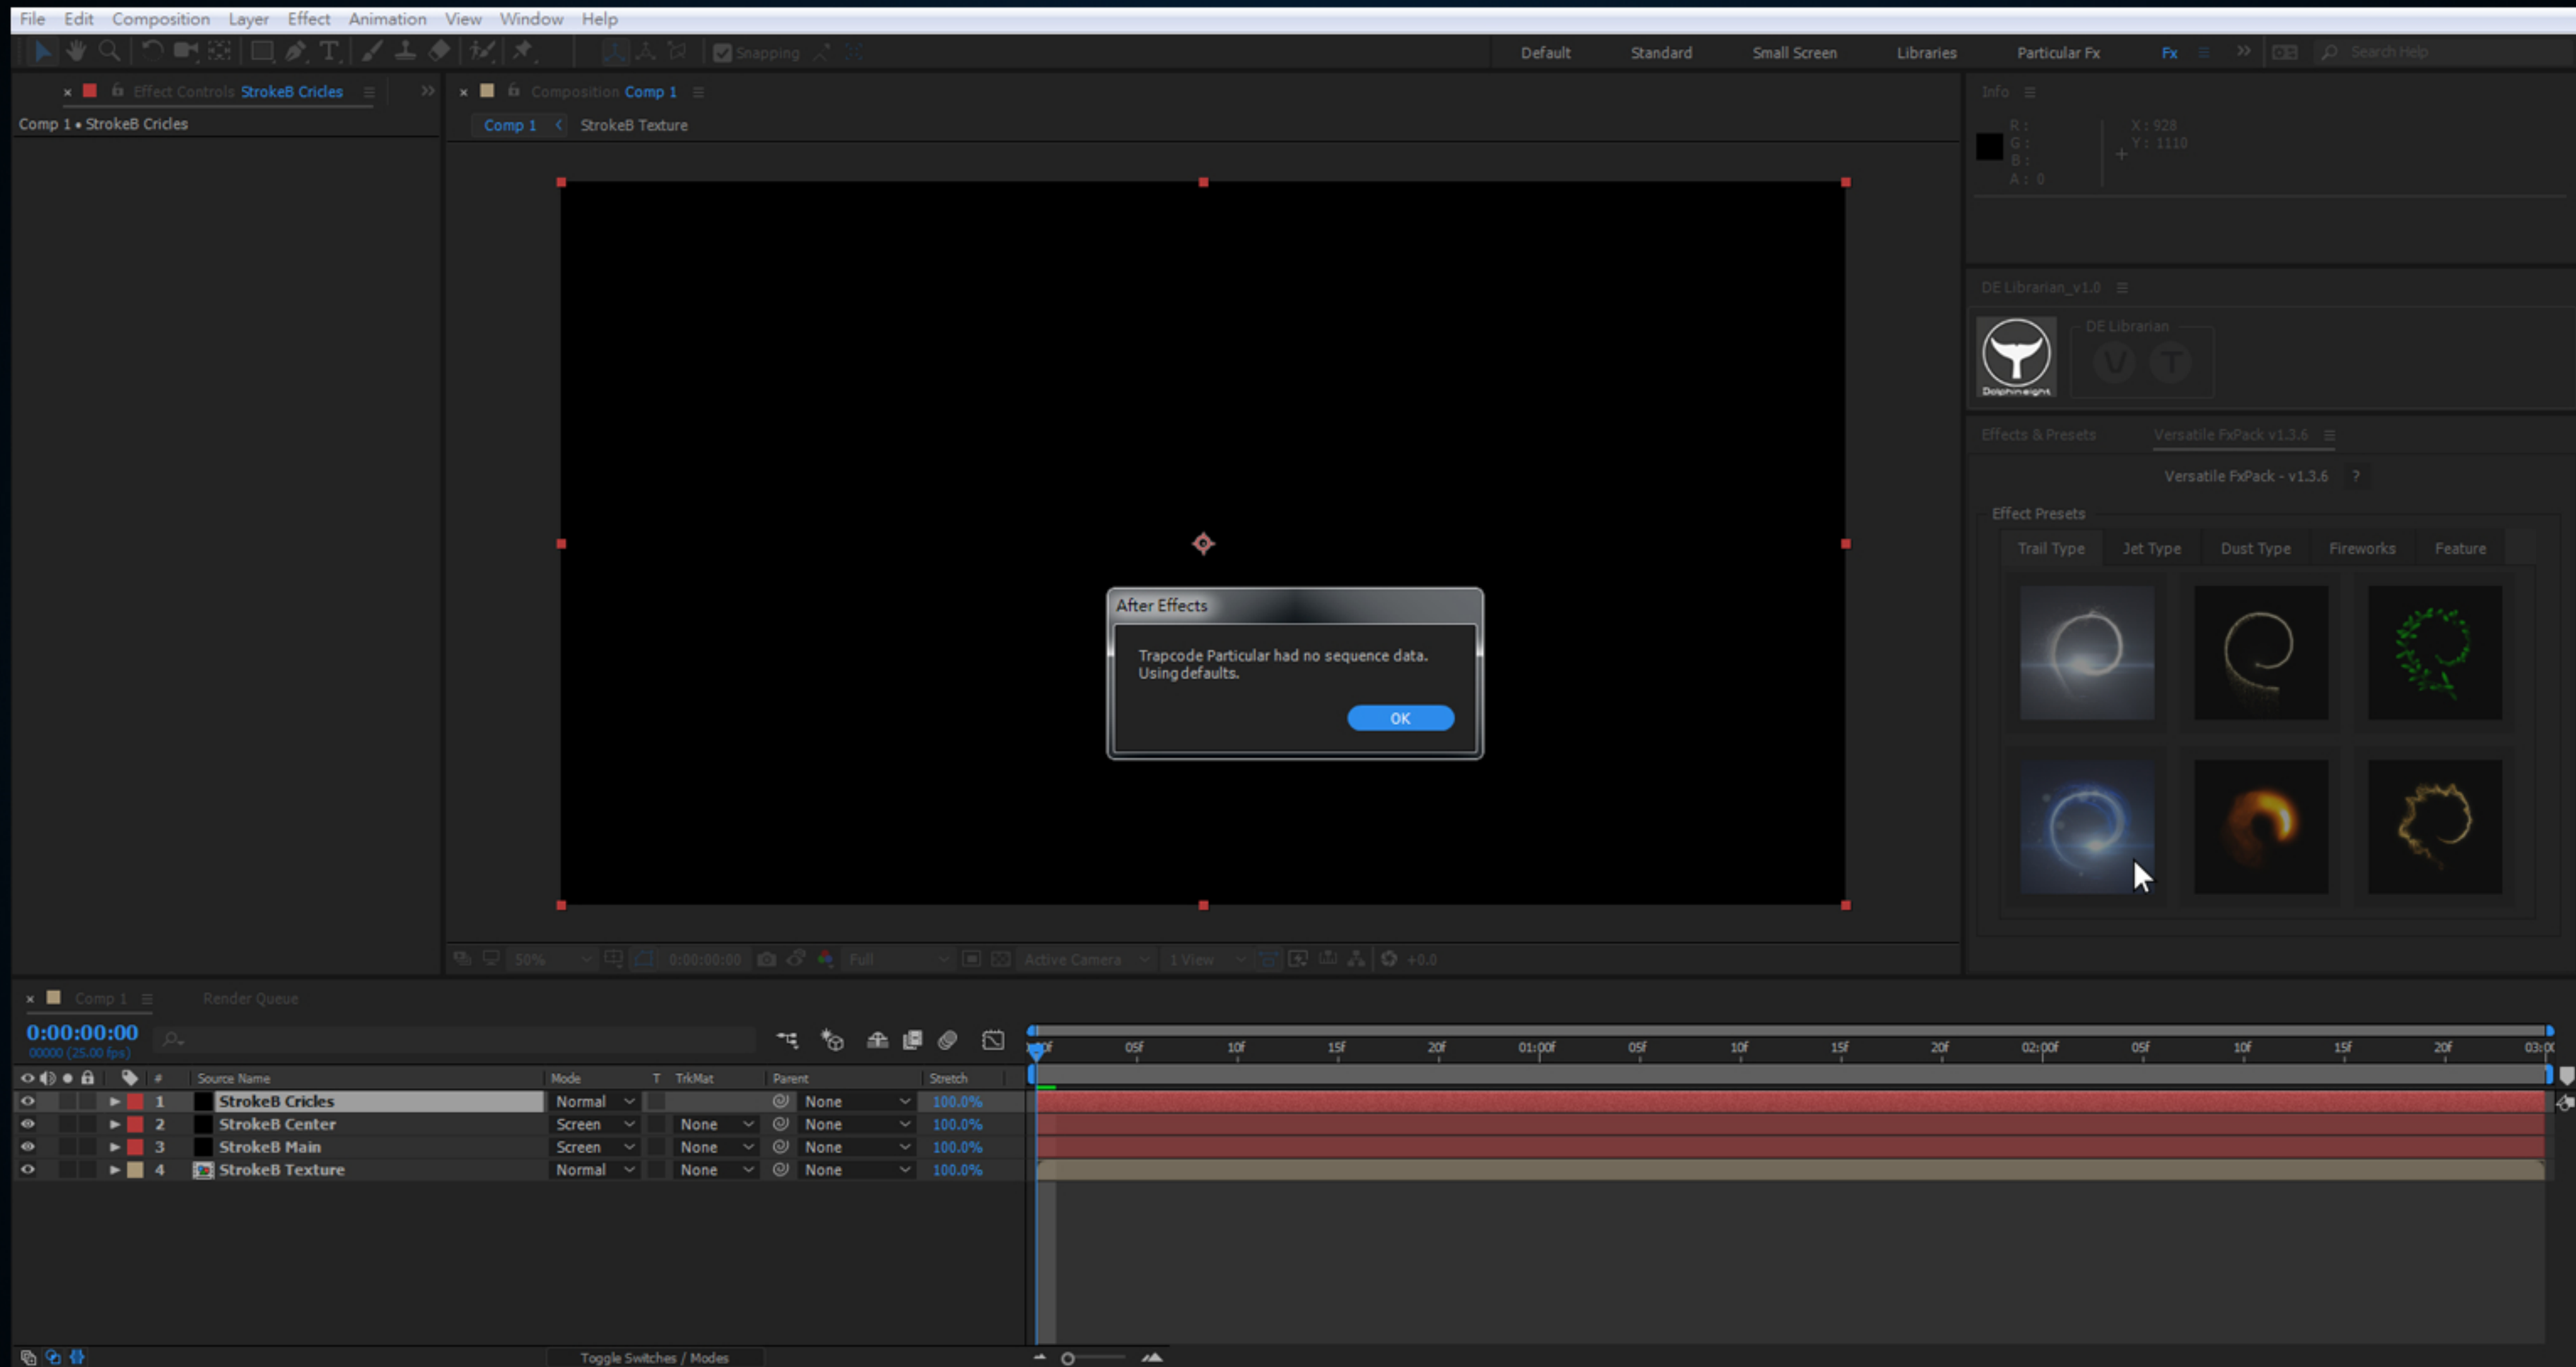 File Edit Composition Layer Effect Animation View Window Help
Snapping
Default Standard Small Screen Libraries Particular Fx Fx Search Help
Effect Controls StrokeB Cricles
Comp 1 • StrokeB Cricles
Composition Comp 1
Comp 1 StrokeB Texture
Info
R:
G:
B:
A: 0
X: 928
Y: 1110
DE Librarian_v1.0
DE Librarian
V T
Dolphineight
Effects & Presets Versatile FxPack v1.3.6
Versatile FxPack - v1.3.6 ?
Effect Presets
Trail Type Jet Type Dust Type Fireworks Feature
After Effects
Trapcode Particular had no sequence data.
Using defaults.
OK
50% 0:00:00:00 Full Active Camera 1 View +0.0
Comp 1 Render Queue
0:00:00:00
00000 (25.00 fps)
05f 10f 15f 20f 01:00f 05f 10f 15f 20f 02:00f 05f 10f 15f 20f
# Source Name Mode T TrkMat Parent Stretch
1 StrokeB Cricles Normal None 100.0%
2 StrokeB Center Screen None None 100.0%
3 StrokeB Main Screen None None 100.0%
4 StrokeB Texture Normal None None 100.0%
Toggle Switches / Modes